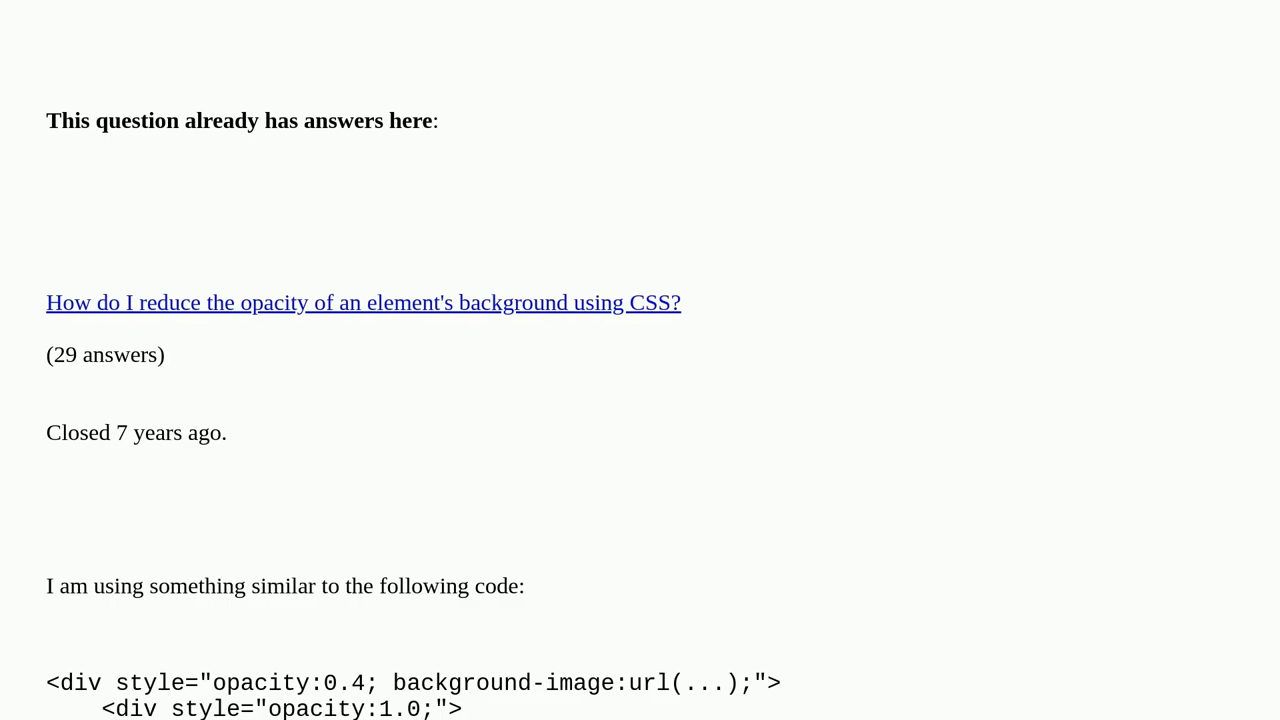 This question already has answers here:
How do I reduce the opacity of an element's background using CSS?
(29 answers)
Closed 7 years ago.
I am using something similar to the following code:
<div style="opacity:0.4; background-image:url(...);">
    <div style="opacity:1.0;">